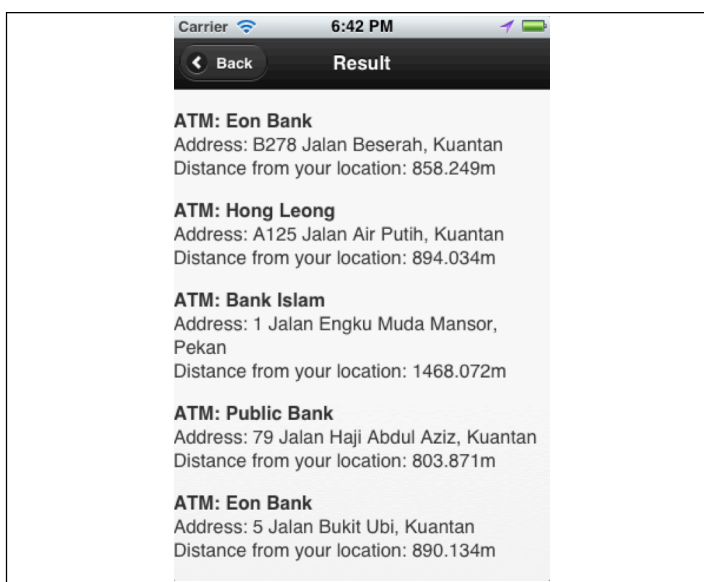 Carrier 6:42 PM
Back Result
ATM: Eon Bank
Address: B278 Jalan Beserah, Kuantan
Distance from your location: 858.249m
ATM: Hong Leong
Address: A125 Jalan Air Putih, Kuantan
Distance from your location: 894.034m
ATM: Bank Islam
Address: 1 Jalan Engku Muda Mansor,
Pekan
Distance from your location: 1468.072m
ATM: Public Bank
Address: 79 Jalan Haji Abdul Aziz, Kuantan
Distance from your location: 803.871m
ATM: Eon Bank
Address: 5 Jalan Bukit Ubi, Kuantan
Distance from your location: 890.134m